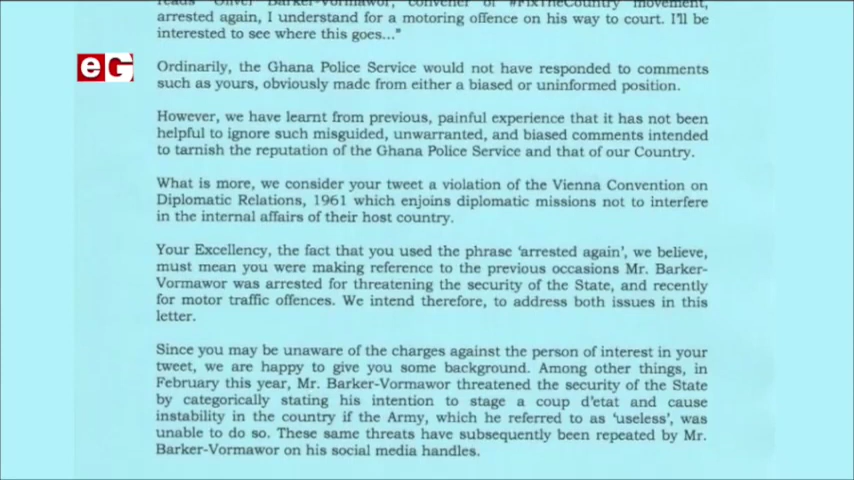 reads "Oliver Barker-Vormawor, convener of #FixTheCountry movement,
arrested again, I understand for a motoring offence on his way to court. I'll be
interested to see where this goes..."
eG
Ordinarily, the Ghana Police Service would not have responded to comments
such as yours, obviously made from either a biased or uninformed position.
However, we have learnt from previous, painful experience that it has not been
helpful to ignore such misguided, unwarranted, and biased comments intended
to tarnish the reputation of the Ghana Police Service and that of our Country.
What is more, we consider your tweet a violation of the Vienna Convention on
Diplomatic Relations, 1961 which enjoins diplomatic missions not to interfere
in the internal affairs of their host country.
Your Excellency, the fact that you used the phrase 'arrested again', we believe,
must mean you were making reference to the previous occasions Mr. Barker-
Vormawor was arrested for threatening the security of the State, and recently
for motor traffic offences. We intend therefore, to address both issues in this
letter.
Since you may be unaware of the charges against the person of interest in your
tweet, we are happy to give you some background. Among other things, in
February this year, Mr. Barker-Vormawor threatened the security of the State
by categorically stating his intention to stage a coup d'etat and cause
instability in the country if the Army, which he referred to as 'useless', was
unable to do so. These same threats have subsequently been repeated by Mr.
Barker-Vormawor on his social media handles.